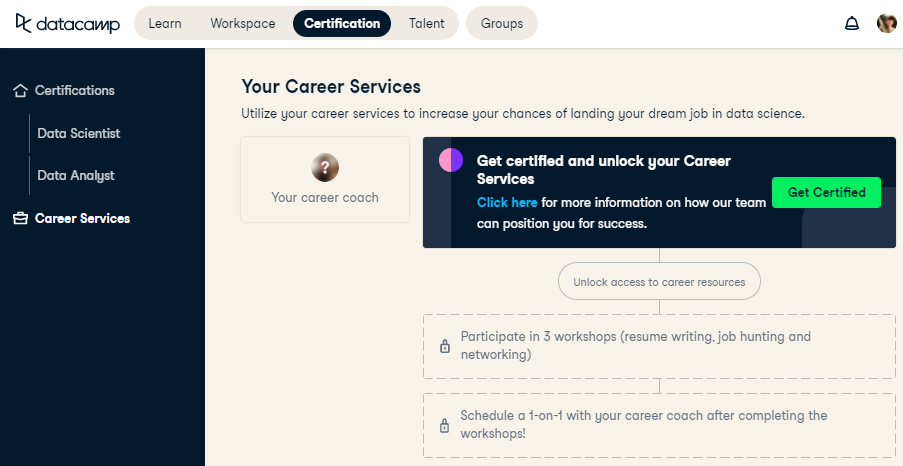 datacamp
Learn
Workspace
Certification
Talent
Groups
Certifications
Data Scientist
Data Analyst
Career Services
Your Career Services
Utilize your career services to increase your chances of landing your dream job in data science.
?
Your career coach
Get certified and unlock your Career
Services
Click here for more information on how our team
can position you for success.
Get Certified
Unlock access to career resources
Participate in 3 workshops (resume writing, job hunting and
networking)
Schedule a 1-on-1 with your career coach after completing the
workshops!